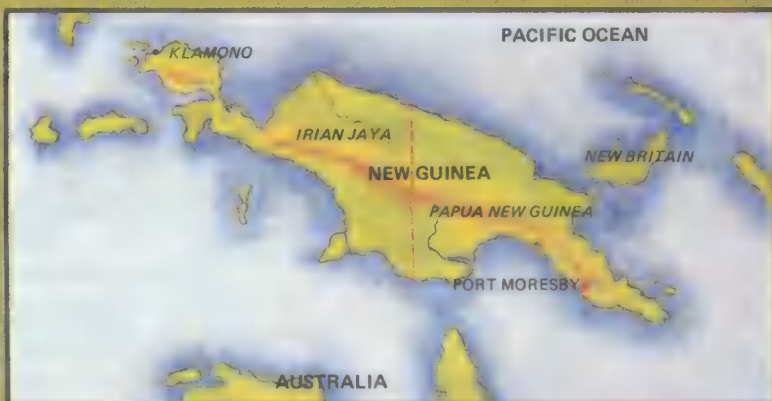 PACIFIC OCEAN
KLAMONO
IRIAN JAYA
NEW BRITAIN
NEW GUINEA
PAPUA NEW GUINEA
PORT MORESBY
AUSTRALIA